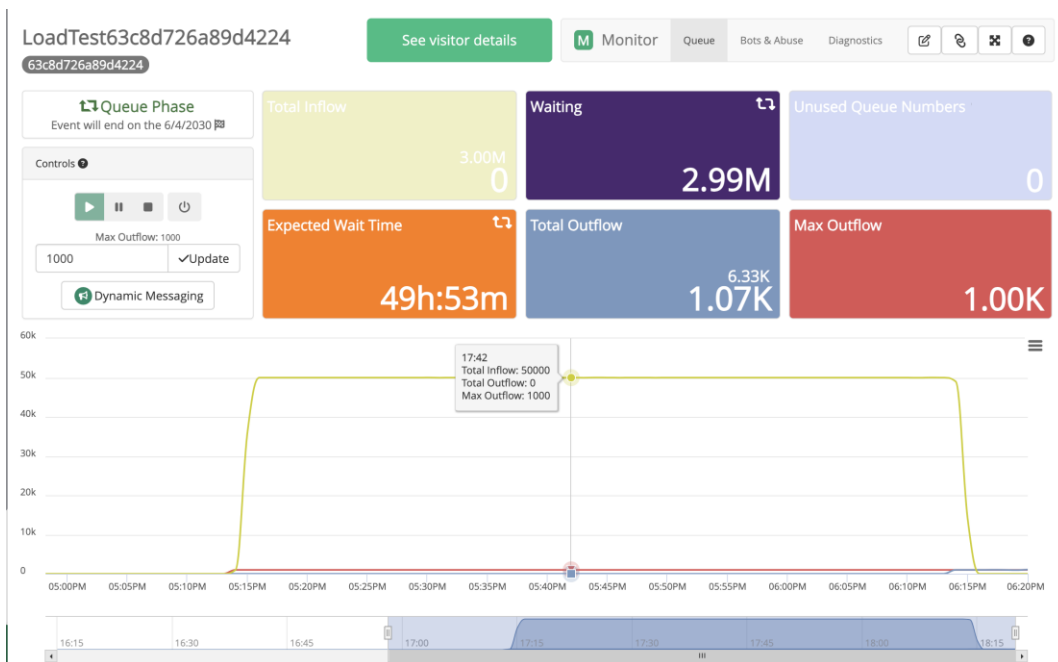 LoadTest63c8d726a89d4224
63c8d726a89d4224
See visitor details
M Monitor Queue Bots & Abuse Diagnostics
Queue Phase
Event will end on the 6/4/2030
Controls
Max Outflow: 1000
1000
Update
Dynamic Messaging
Total Inflow
3.00M
0
Waiting
2.99M
Unused Queue Numbers
0
Expected Wait Time
49h:53m
Total Outflow
6.33K
1.07K
Max Outflow
1.00K
60k
50k
40k
30k
20k
10k
0
17:42
Total Inflow: 50000
Total Outflow: 0
Max Outflow: 1000
05:00PM 05:05PM 05:10PM 05:15PM 05:20PM 05:25PM 05:30PM 05:35PM 05:40PM 05:45PM 05:50PM 05:55PM 06:00PM 06:05PM 06:10PM 06:15PM 06:20PM
16:15 16:30 16:45 17:00 17:15 17:30 17:45 18:00 18:15